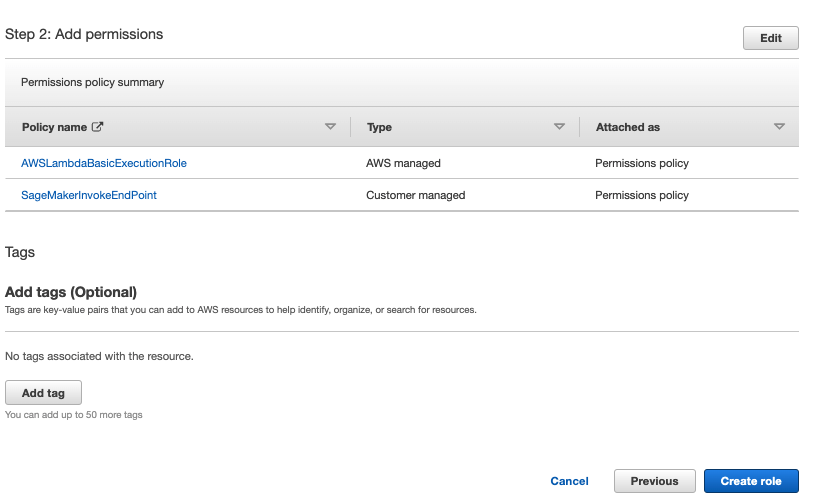 Step 2: Add permissions
Edit
Permissions policy summary
Policy name Type Attached as
AWSLambdaBasicExecutionRole AWS managed Permissions policy
SageMakerInvokeEndPoint Customer managed Permissions policy
Tags
Add tags (Optional)
Tags are key-value pairs that you can add to AWS resources to help identify, organize, or search for resources.
No tags associated with the resource.
Add tag
You can add up to 50 more tags
Cancel Previous Create role